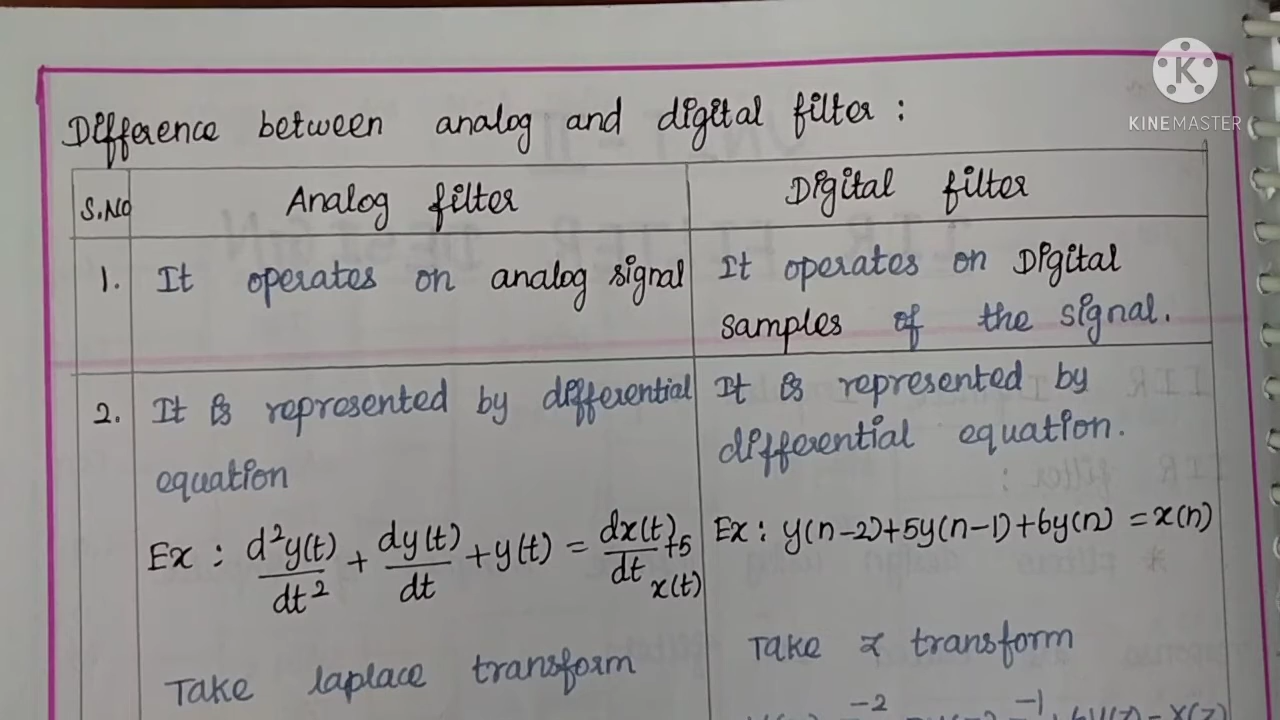 KINEMASTER
Difference between analog and digital filter :
S.No
Analog filter
Digital filter
1.
It operates on analog signal
It operates on Digital
samples of the signal.
2.
It is represented by differential
equation
Ex : d²y(t)/dt² + dy(t)/dt + y(t) = dx(t)/dt +5
x(t)
Take laplace transform
It is represented by
differential equation.
Ex : y(n-2)+5y(n-1)+6y(n) = x(n)
Take z transform